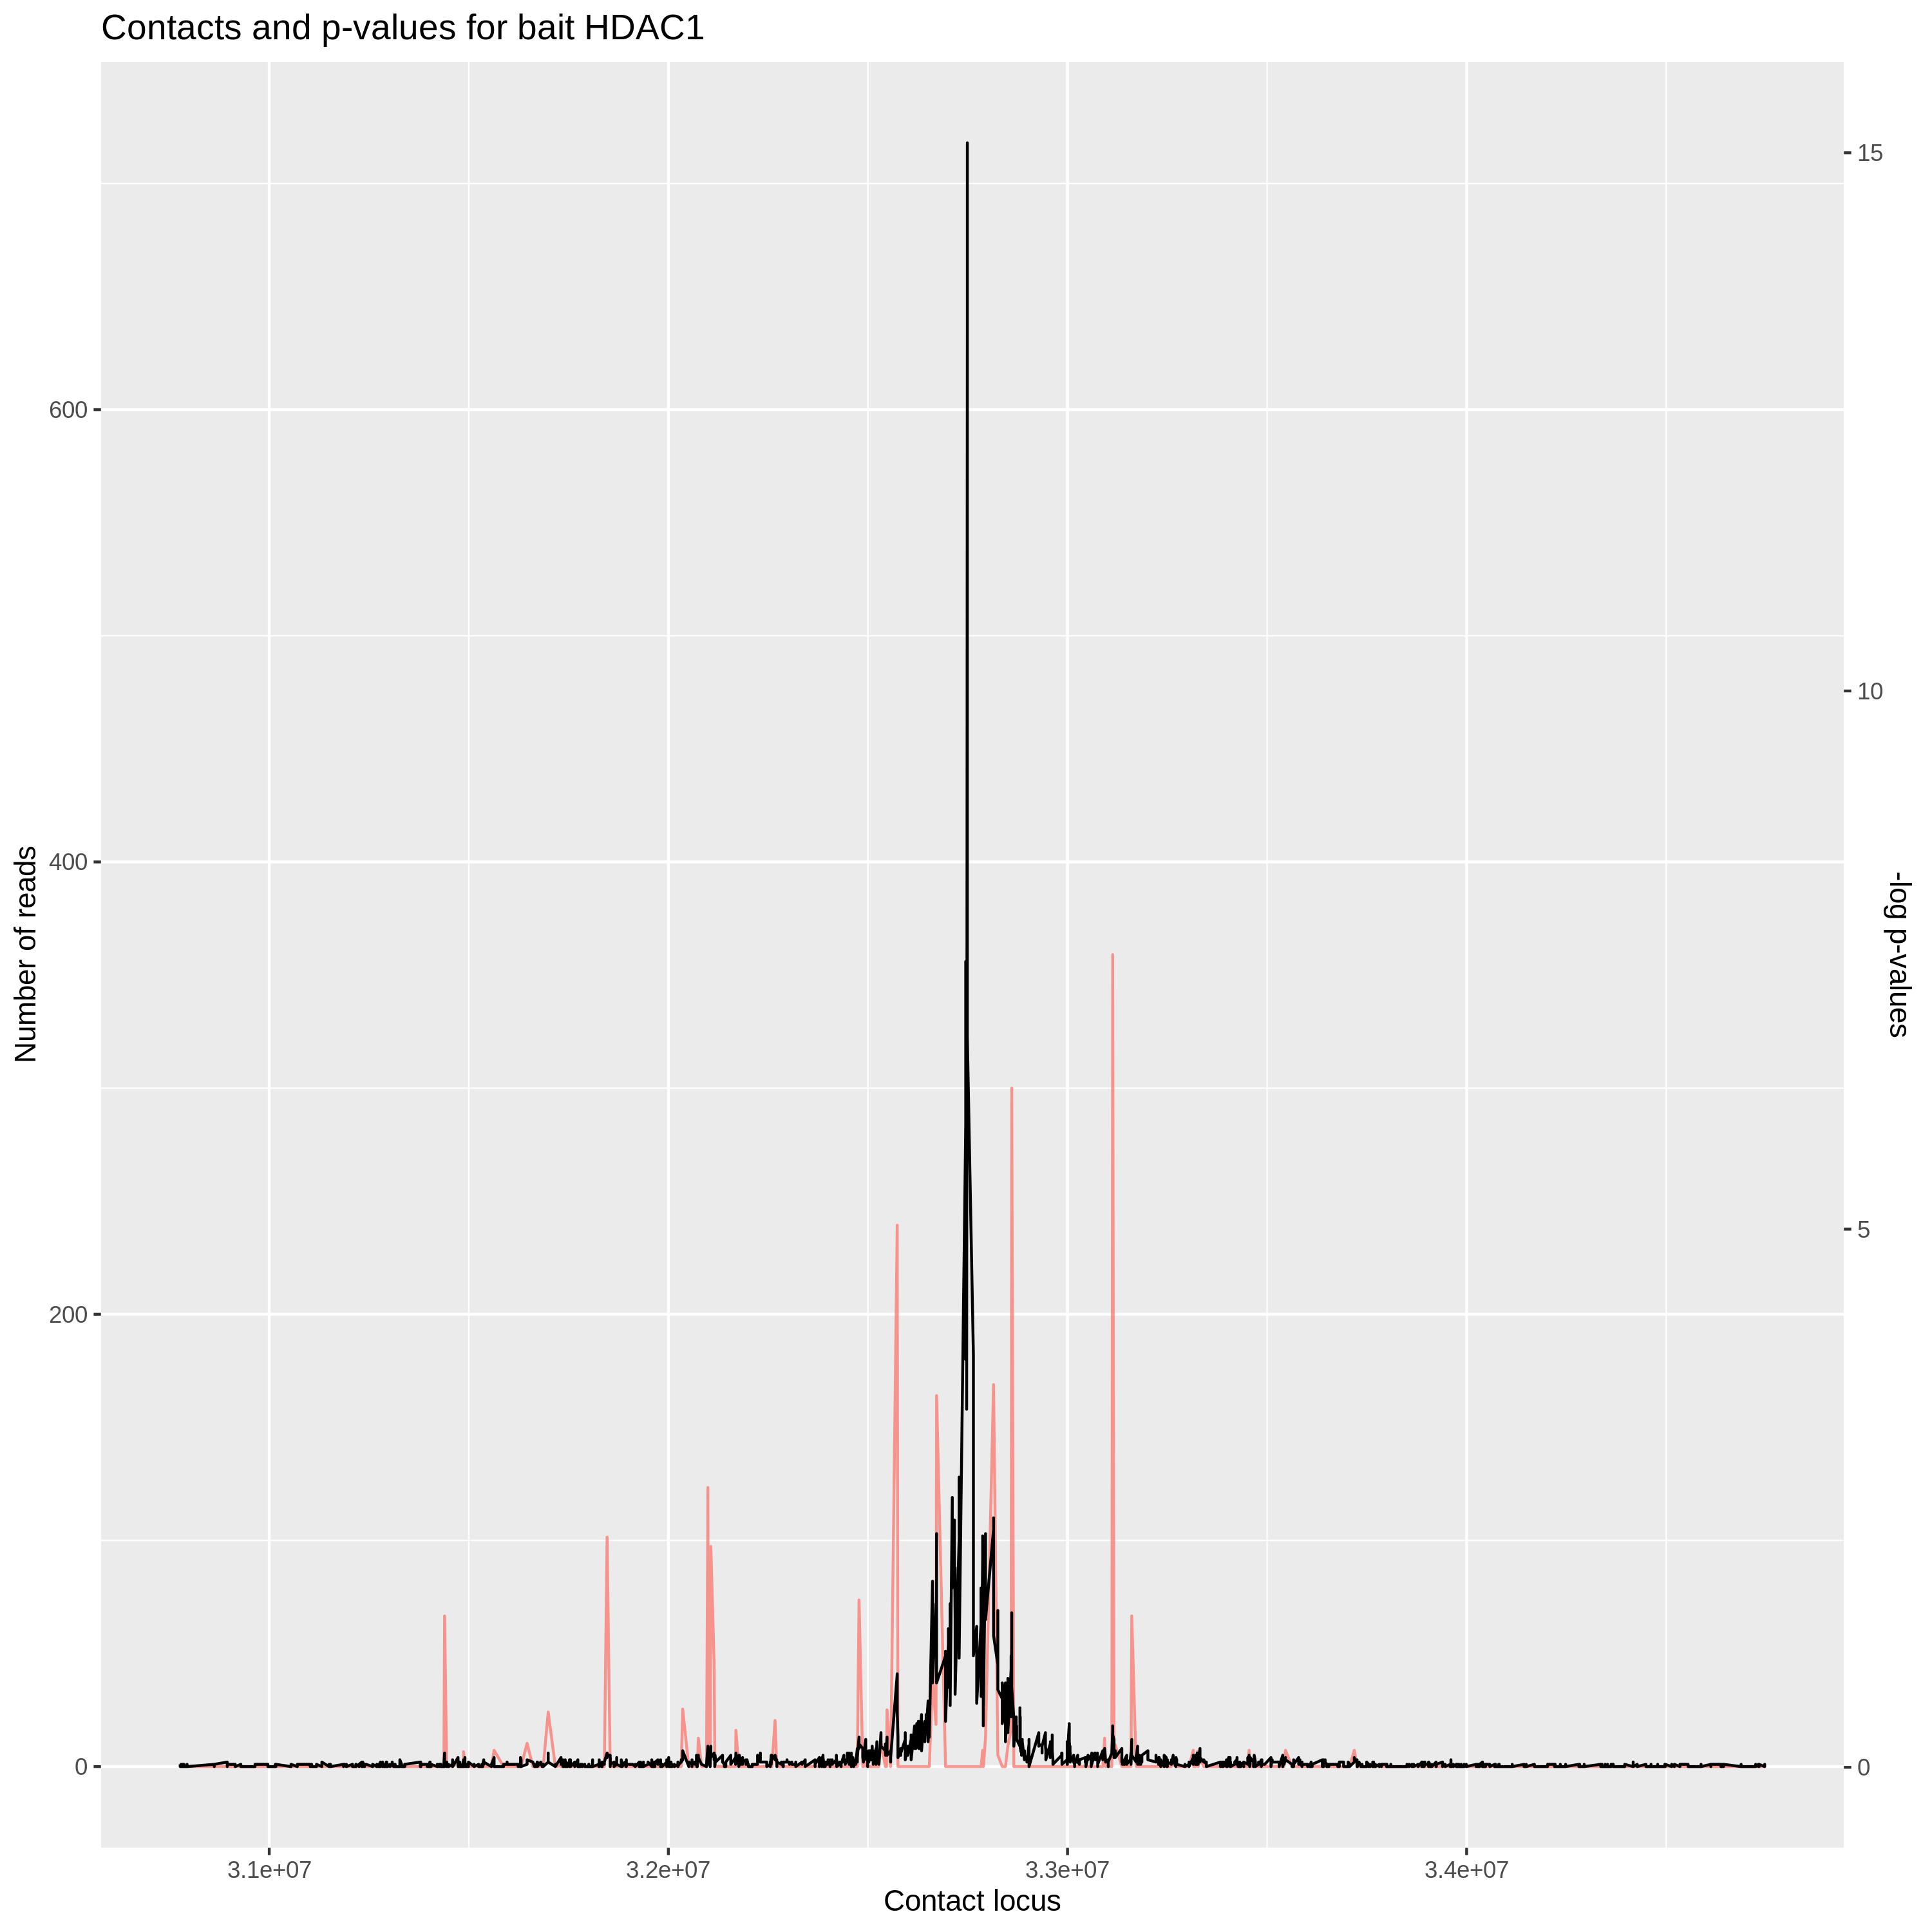 Contacts and p-values for bait HDAC1
Number of reads
600
400
200
0
15
10
5
0
-log p-values
3.1e+07
3.2e+07
3.3e+07
3.4e+07
Contact locus